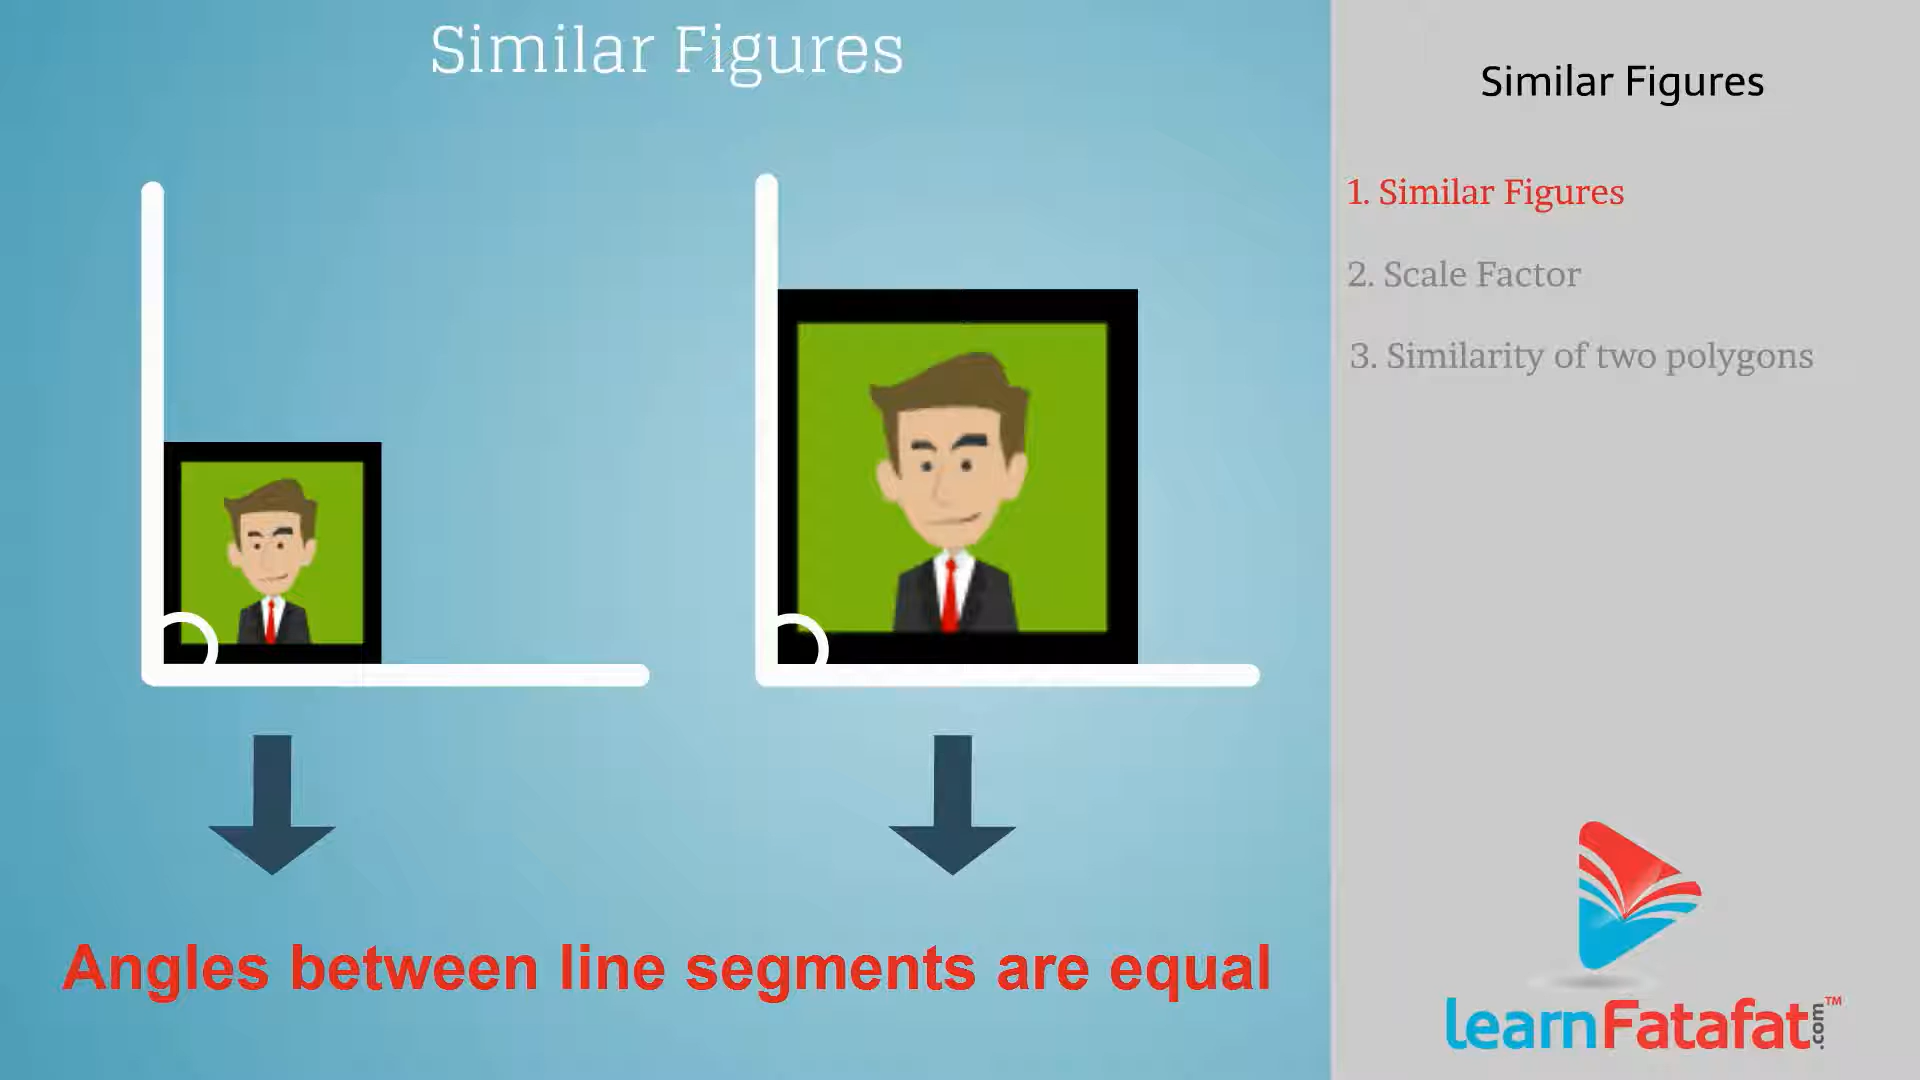 Similar Figures
Angles between line segments are equal
Similar Figures
1. Similar Figures
2. Scale Factor
3. Similarity of two polygons
learnFatafat.com™